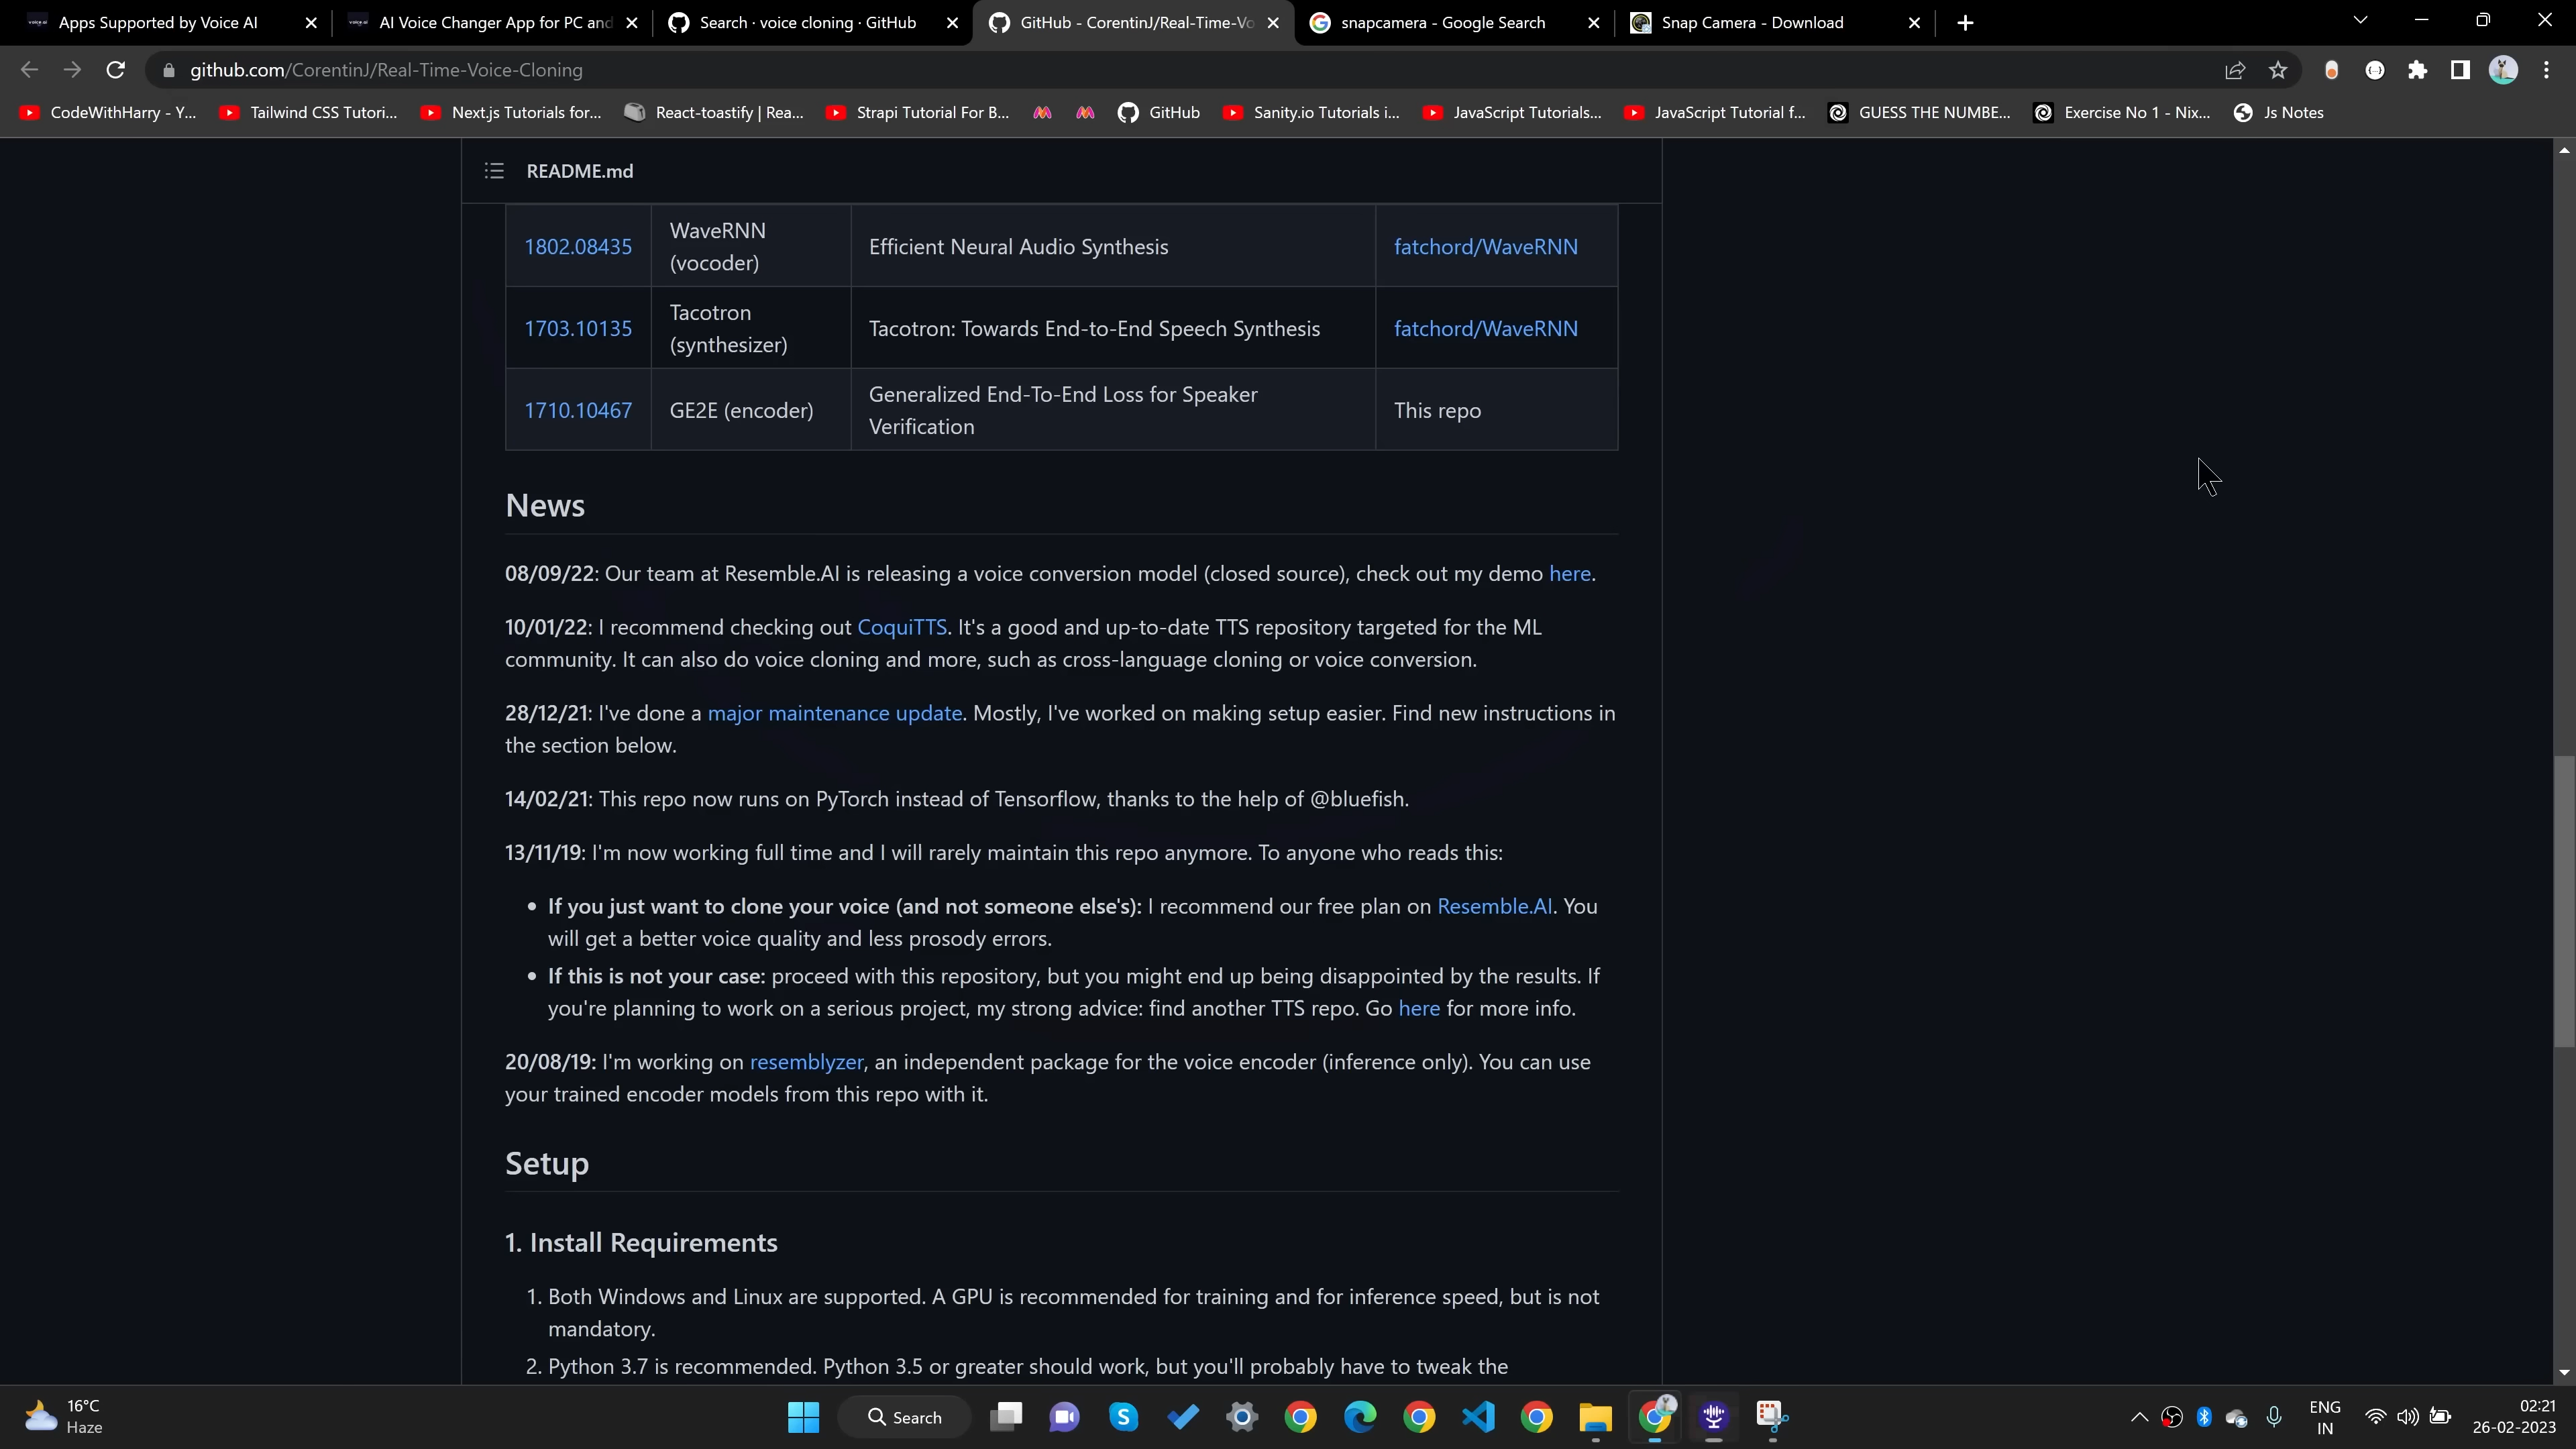 Apps Supported by Voice AI
AI Voice Changer App for PC and
Search · voice cloning · GitHub
GitHub - CorentinJ/Real-Time-Vo
snapcamera - Google Search
Snap Camera - Download
github.com/CorentinJ/Real-Time-Voice-Cloning
CodeWithHarry - Y...
Tailwind CSS Tutori...
Next.js Tutorials for...
React-toastify | Rea...
Strapi Tutorial For B...
GitHub
Sanity.io Tutorials i...
JavaScript Tutorials...
JavaScript Tutorial f...
GUESS THE NUMBE...
Exercise No 1 - Nix...
Js Notes
README.md
1802.08435
WaveRNN
(vocoder)
Efficient Neural Audio Synthesis
fatchord/WaveRNN
1703.10135
Tacotron
(synthesizer)
Tacotron: Towards End-to-End Speech Synthesis
fatchord/WaveRNN
1710.10467
GE2E (encoder)
Generalized End-To-End Loss for Speaker
Verification
This repo
News
08/09/22: Our team at Resemble.AI is releasing a voice conversion model (closed source), check out my demo here.
10/01/22: I recommend checking out CoquiTTS. It's a good and up-to-date TTS repository targeted for the ML
community. It can also do voice cloning and more, such as cross-language cloning or voice conversion.
28/12/21: I've done a major maintenance update. Mostly, I've worked on making setup easier. Find new instructions in
the section below.
14/02/21: This repo now runs on PyTorch instead of Tensorflow, thanks to the help of @bluefish.
13/11/19: I'm now working full time and I will rarely maintain this repo anymore. To anyone who reads this:
• If you just want to clone your voice (and not someone else's): I recommend our free plan on Resemble.AI. You
will get a better voice quality and less prosody errors.
• If this is not your case: proceed with this repository, but you might end up being disappointed by the results. If
you're planning to work on a serious project, my strong advice: find another TTS repo. Go here for more info.
20/08/19: I'm working on resemblyzer, an independent package for the voice encoder (inference only). You can use
your trained encoder models from this repo with it.
Setup
1. Install Requirements
1. Both Windows and Linux are supported. A GPU is recommended for training and for inference speed, but is not
mandatory.
2. Python 3.7 is recommended. Python 3.5 or greater should work, but you'll probably have to tweak the
16°C
Haze
Search
ENG
IN
02:21
26-02-2023